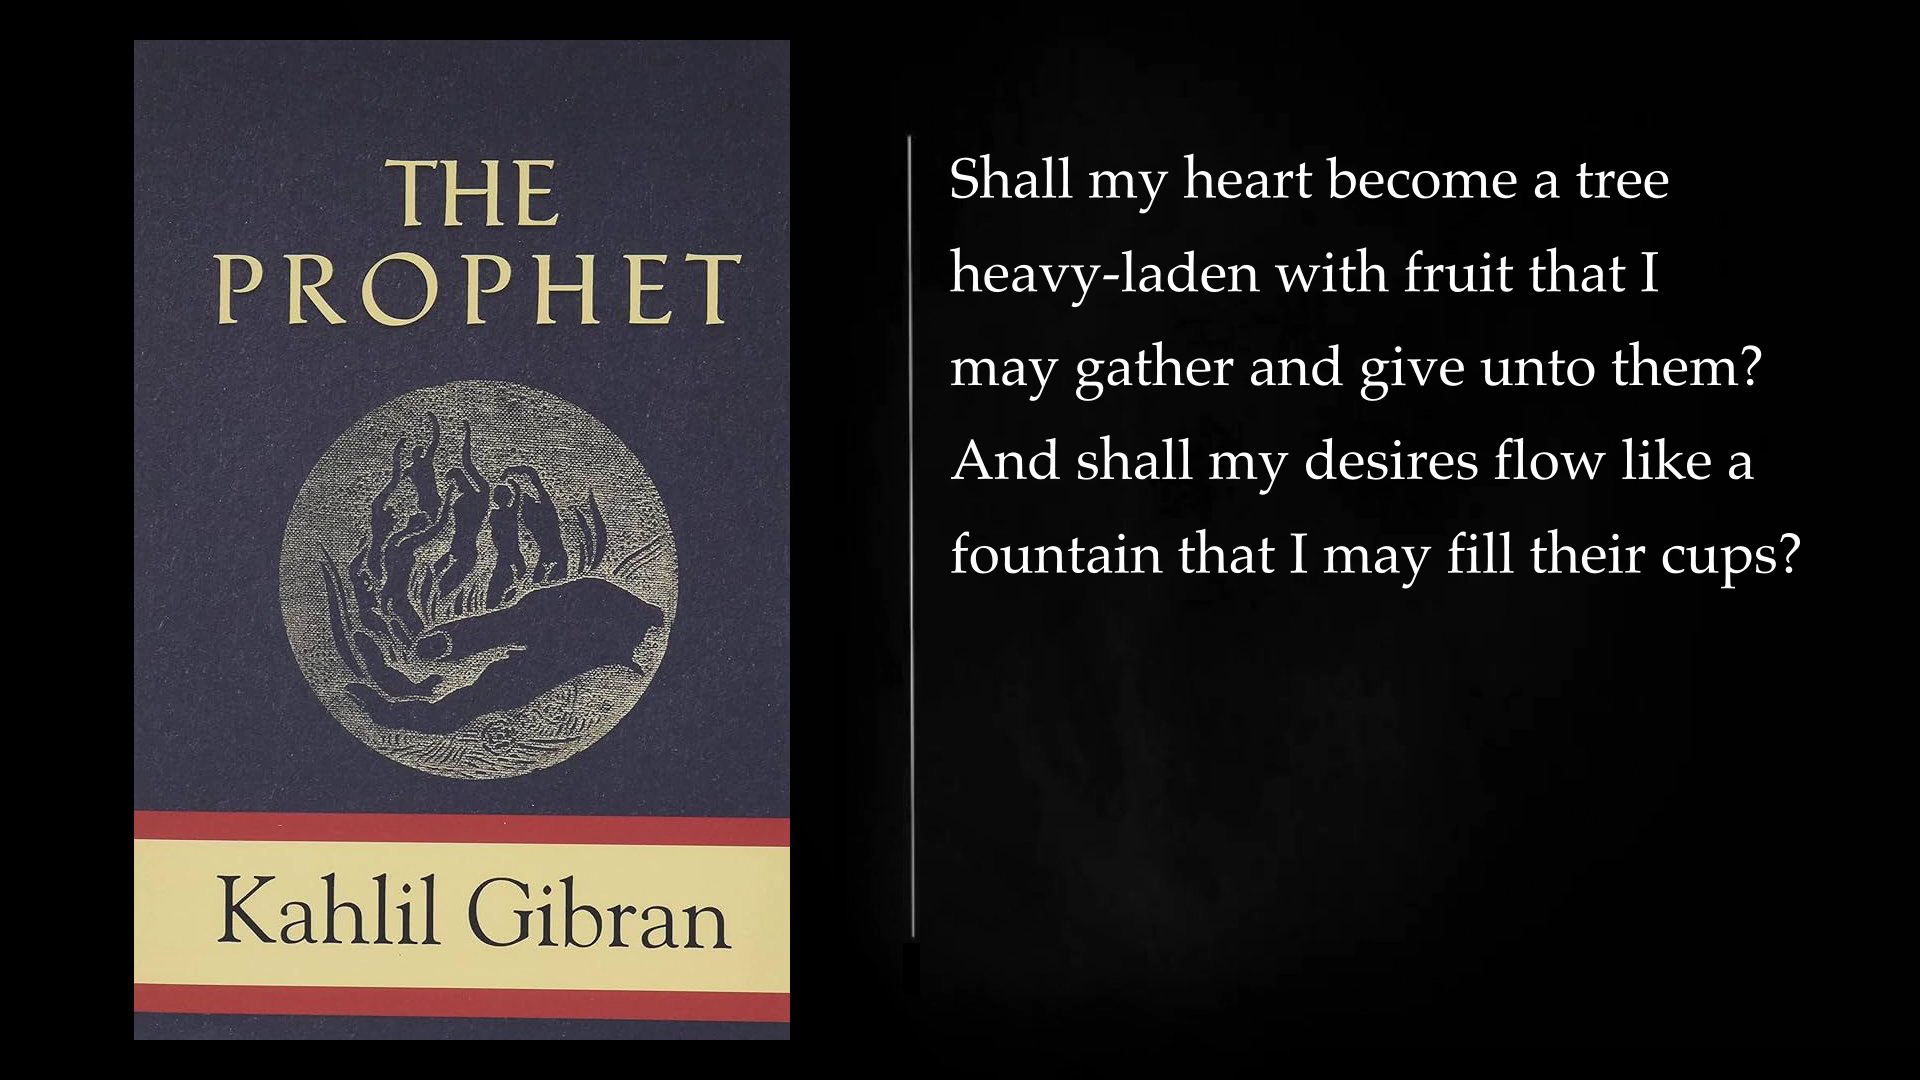 THE
PROPHET
Kahlil Gibran
Shall my heart become a tree
heavy-laden with fruit that I
may gather and give unto them?
And shall my desires flow like a
fountain that I may fill their cups?